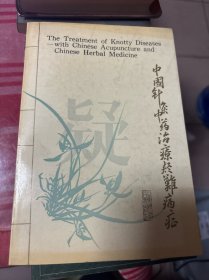 The Treatment of Knotty Diseases
—with Chinese Acupuncture and
Chinese Herbal Medicine
中國針灸中藥治療疑難病症
疑